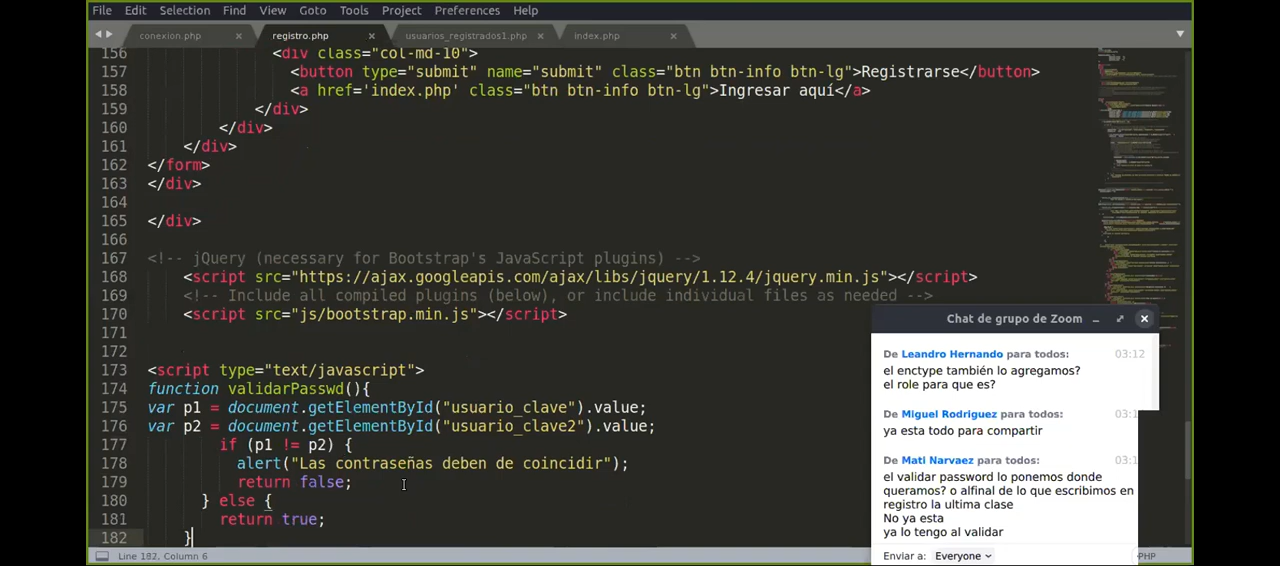 File Edit Selection Find View Goto Tools Project Preferences Help
conexion.php × registro.php × usuarios_registrados1.php × index.php ×
156 <div class="col-md-10">
157 <button type="submit" name="submit" class="btn btn-info btn-lg">Registrarse</button>
158 <a href='index.php' class="btn btn-info btn-lg">Ingresar aquí</a>
159 </div>
160 </div>
161 </div>
162 </form>
163 </div>
164
165 </div>
166
167 <!-- jQuery (necessary for Bootstrap's JavaScript plugins) -->
168 <script src="https://ajax.googleapis.com/ajax/libs/jquery/1.12.4/jquery.min.js"></script>
169 <!-- Include all compiled plugins (below), or include individual files as needed -->
170 <script src="js/bootstrap.min.js"></script>
171
172
173 <script type="text/javascript">
174 function validarPasswd(){
175 var p1 = document.getElementById("usuario_clave").value;
176 var p2 = document.getElementById("usuario_clave2").value;
177 if (p1 != p2) {
178 alert("Las contraseñas deben de coincidir");
179 return false;
180 } else {
181 return true;
182 }
Line 182, Column 6
PHP
Chat de grupo de Zoom
De Leandro Hernando para todos: 03:12
el enctype también lo agregamos?
el role para que es?
De Miguel Rodriguez para todos: 03:1
ya esta todo para compartir
De Mati Narvaez para todos: 03:1
el validar password lo ponemos donde
queramos? o alfinal de lo que escribimos en
registro la ultima clase
No ya esta
ya lo tengo al validar
Enviar a: Everyone